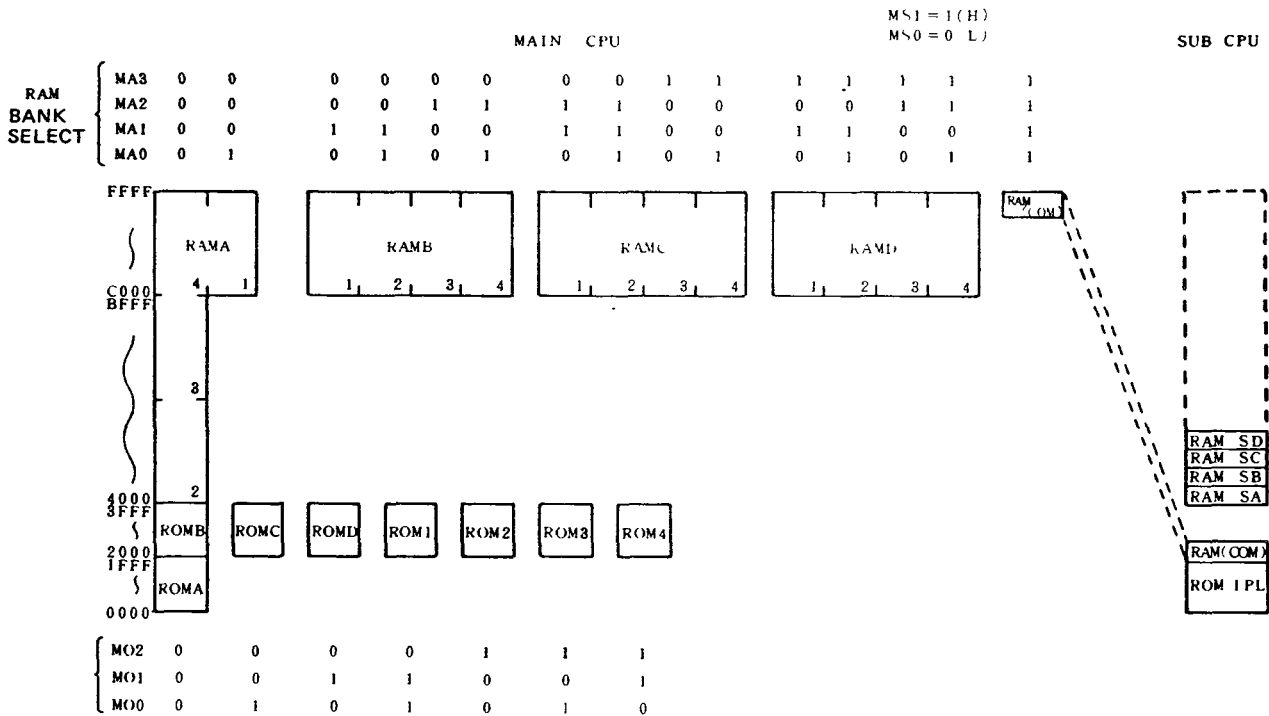 MS1 = 1(H)
MS0 = 0 L)
MAIN CPU
SUB CPU
RAM BANK SELECT
MA3 0 0 0 0 0 0 0 0 1 1 1 1 1 1 1
MA2 0 0 0 0 1 1 1 1 0 0 0 0 1 1 1
MA1 0 0 1 1 0 0 1 1 0 0 1 1 0 0 1
MA0 0 1 0 1 0 1 0 1 0 1 0 1 0 1 1
FFFF
RAMA
RAMB
RAMC
RAMD
RAM (COM)
4 1
1 2 3 4
1 2 3 4
1 2 3 4
C000
BFFF
3
2
4000
3FFF
ROMB
ROMC
ROMD
ROM1
ROM2
ROM3
ROM4
2000
1FFF
ROMA
0000
RAM SD
RAM SC
RAM SB
RAM SA
RAM(COM)
ROM IPL
MO2 0 0 0 0 1 1 1
MO1 0 0 1 1 0 0 1
MO0 0 1 0 1 0 1 0